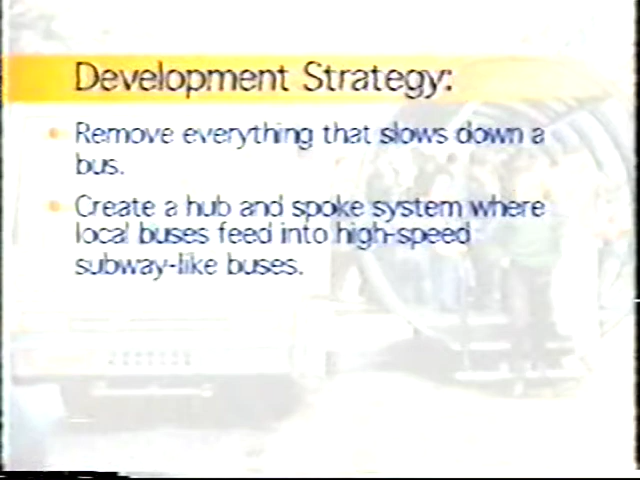 Development Strategy:
Remove everything that slows down a
bus.
Create a hub and spoke system where
local buses feed into high-speed
subway-like buses.